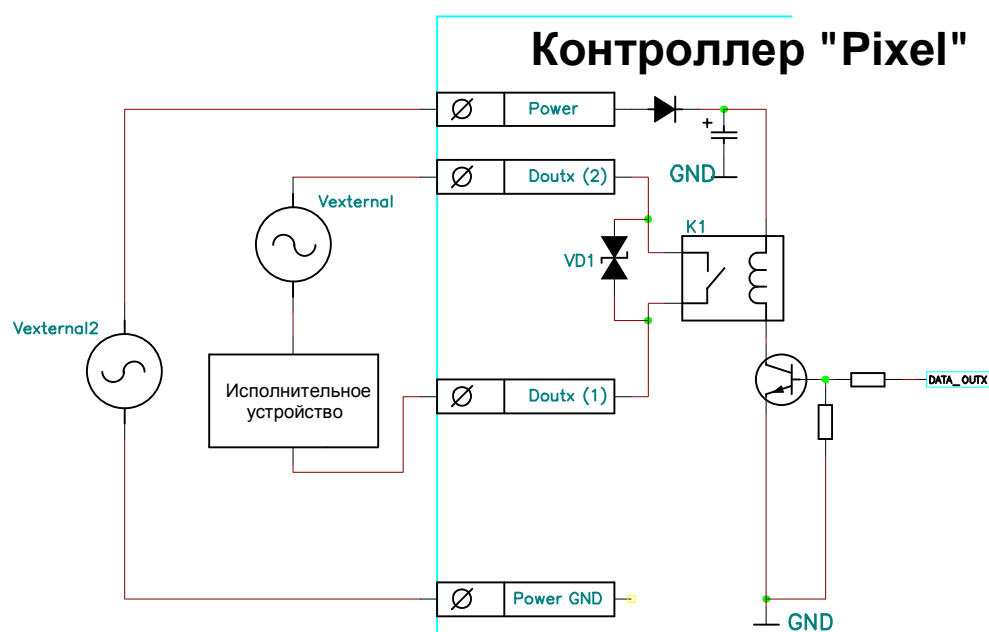 Контроллер "Pixel"
Power
+
GND
Doutx (2)
Vexternal
K1
VD1
Vexternal2
Исполнительное
устройство
Doutx (1)
DATA_OUTX
Power GND
GND